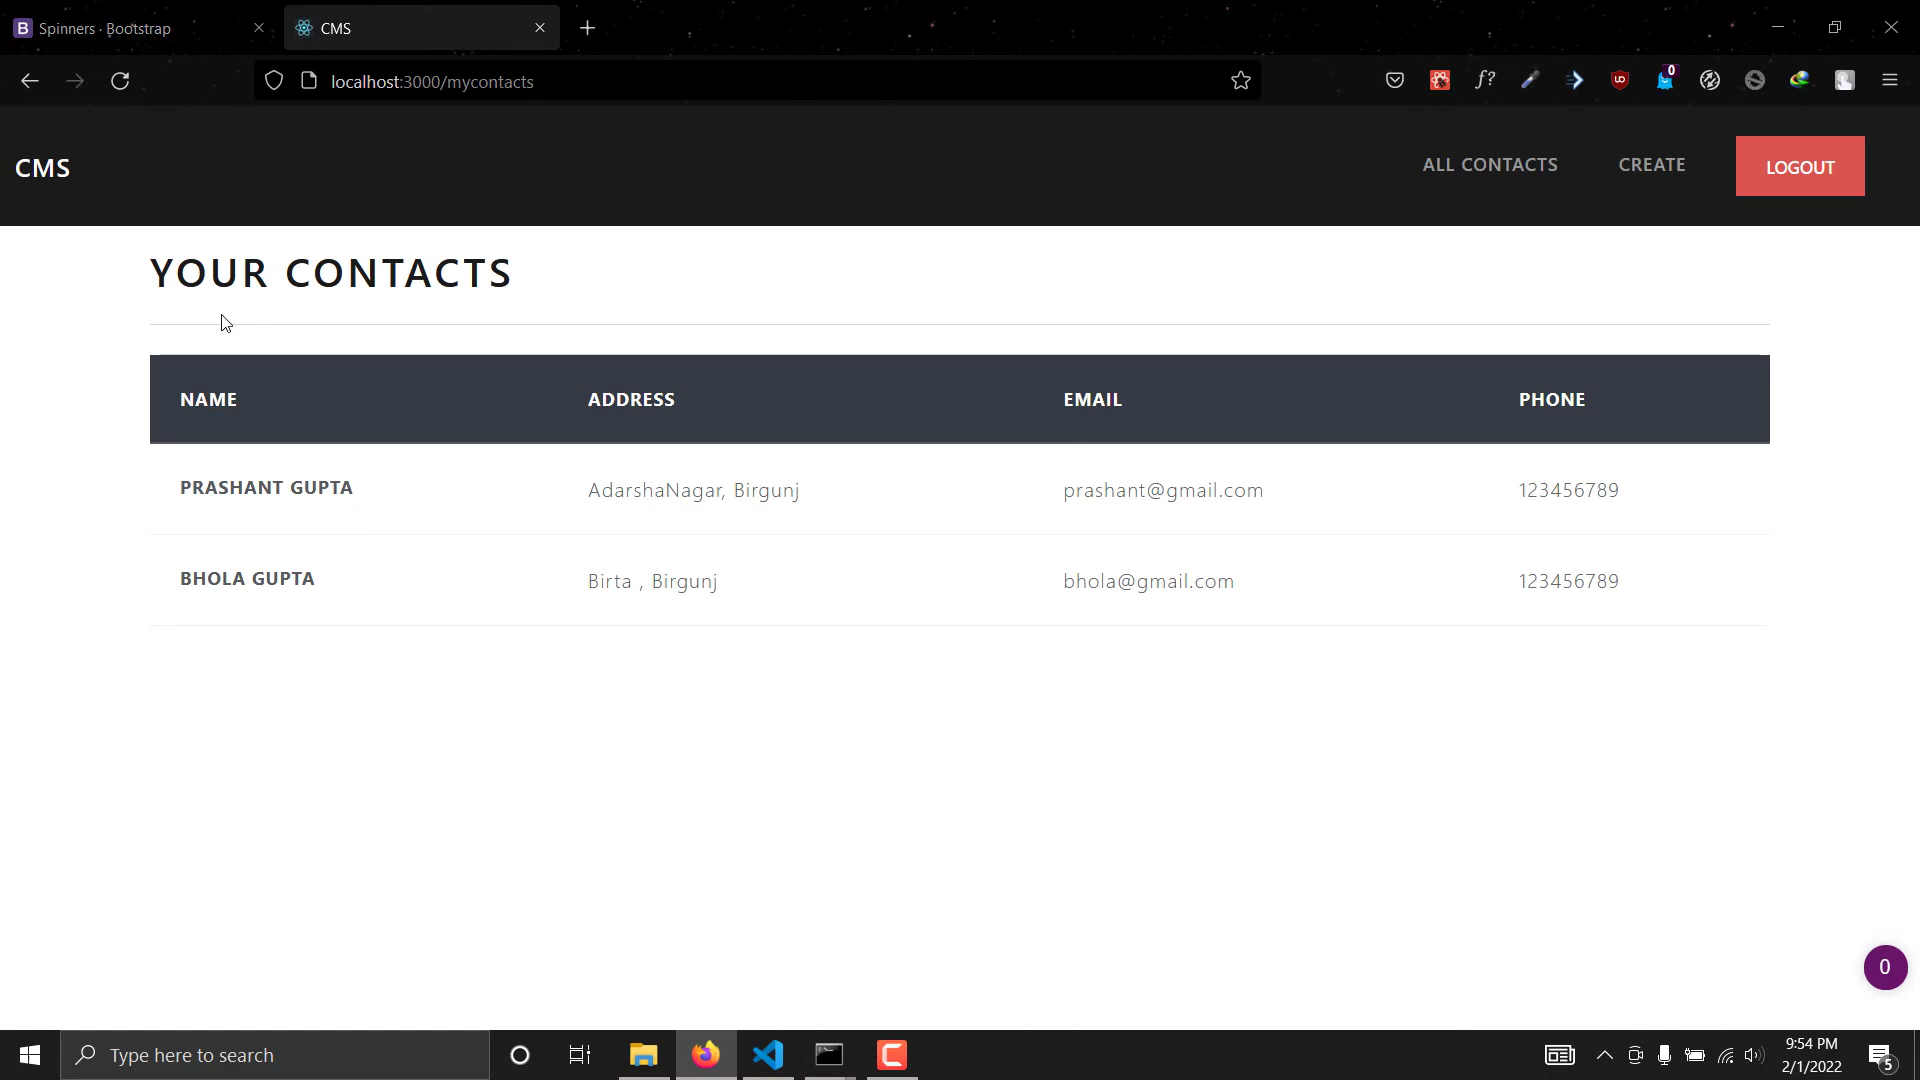 Spinners · Bootstrap
CMS
localhost:3000/mycontacts
0
CMS
ALL CONTACTS
CREATE
LOGOUT
YOUR CONTACTS
NAME ADDRESS EMAIL PHONE
PRASHANT GUPTA AdarshaNagar, Birgunj prashant@gmail.com 123456789
BHOLA GUPTA Birta , Birgunj bhola@gmail.com 123456789
0
Type here to search
9:54 PM
2/1/2022
5